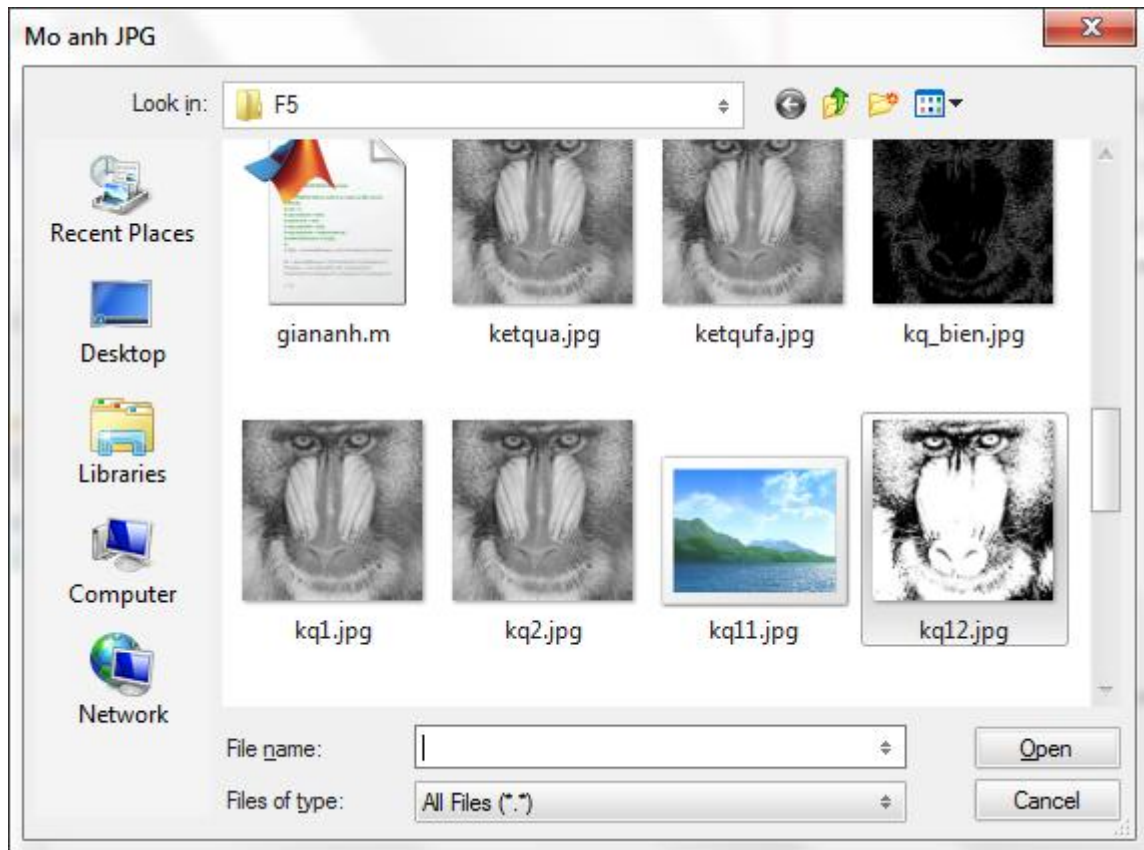 Mo anh JPG
Look in: F5
Recent Places
Desktop
Libraries
Computer
Network
giananh.m ketqua.jpg ketqufa.jpg kq_bien.jpg
kq1.jpg kq2.jpg kq11.jpg kq12.jpg
File name: Open
Files of type: All Files (*.*) Cancel